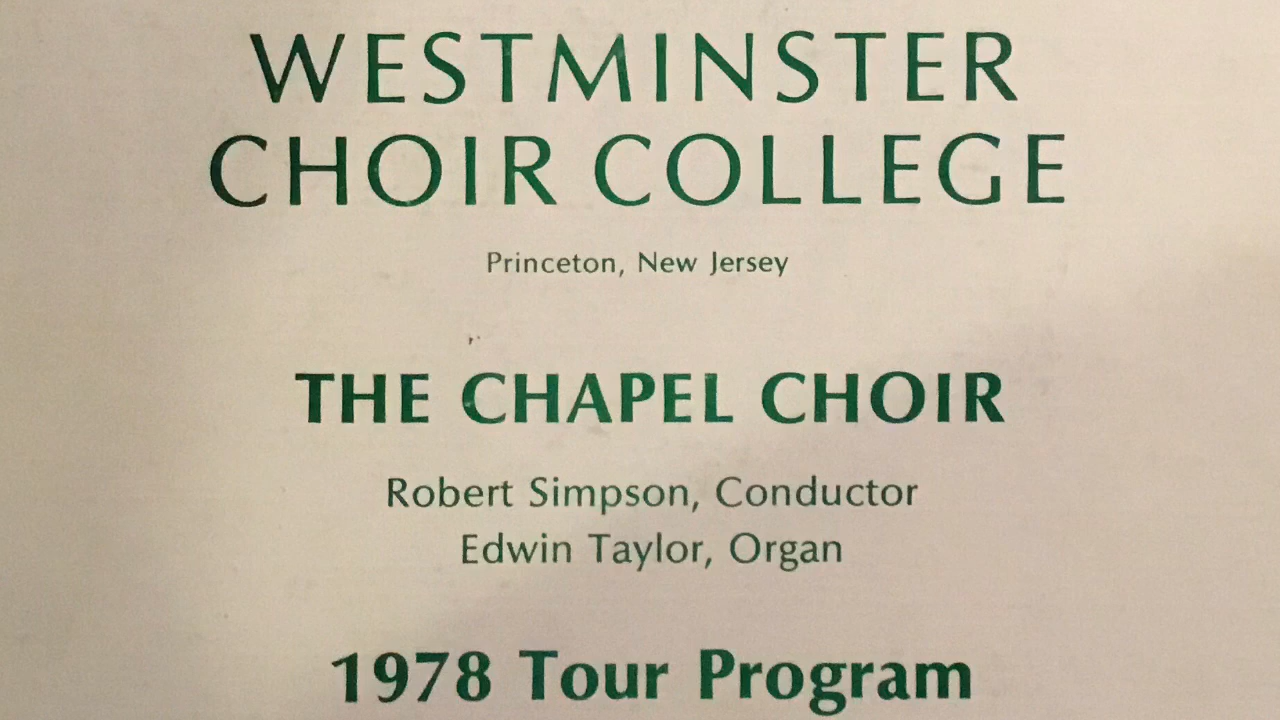 WESTMINSTER
CHOIR COLLEGE
Princeton, New Jersey
THE CHAPEL CHOIR
Robert Simpson, Conductor
Edwin Taylor, Organ
1978 Tour Program